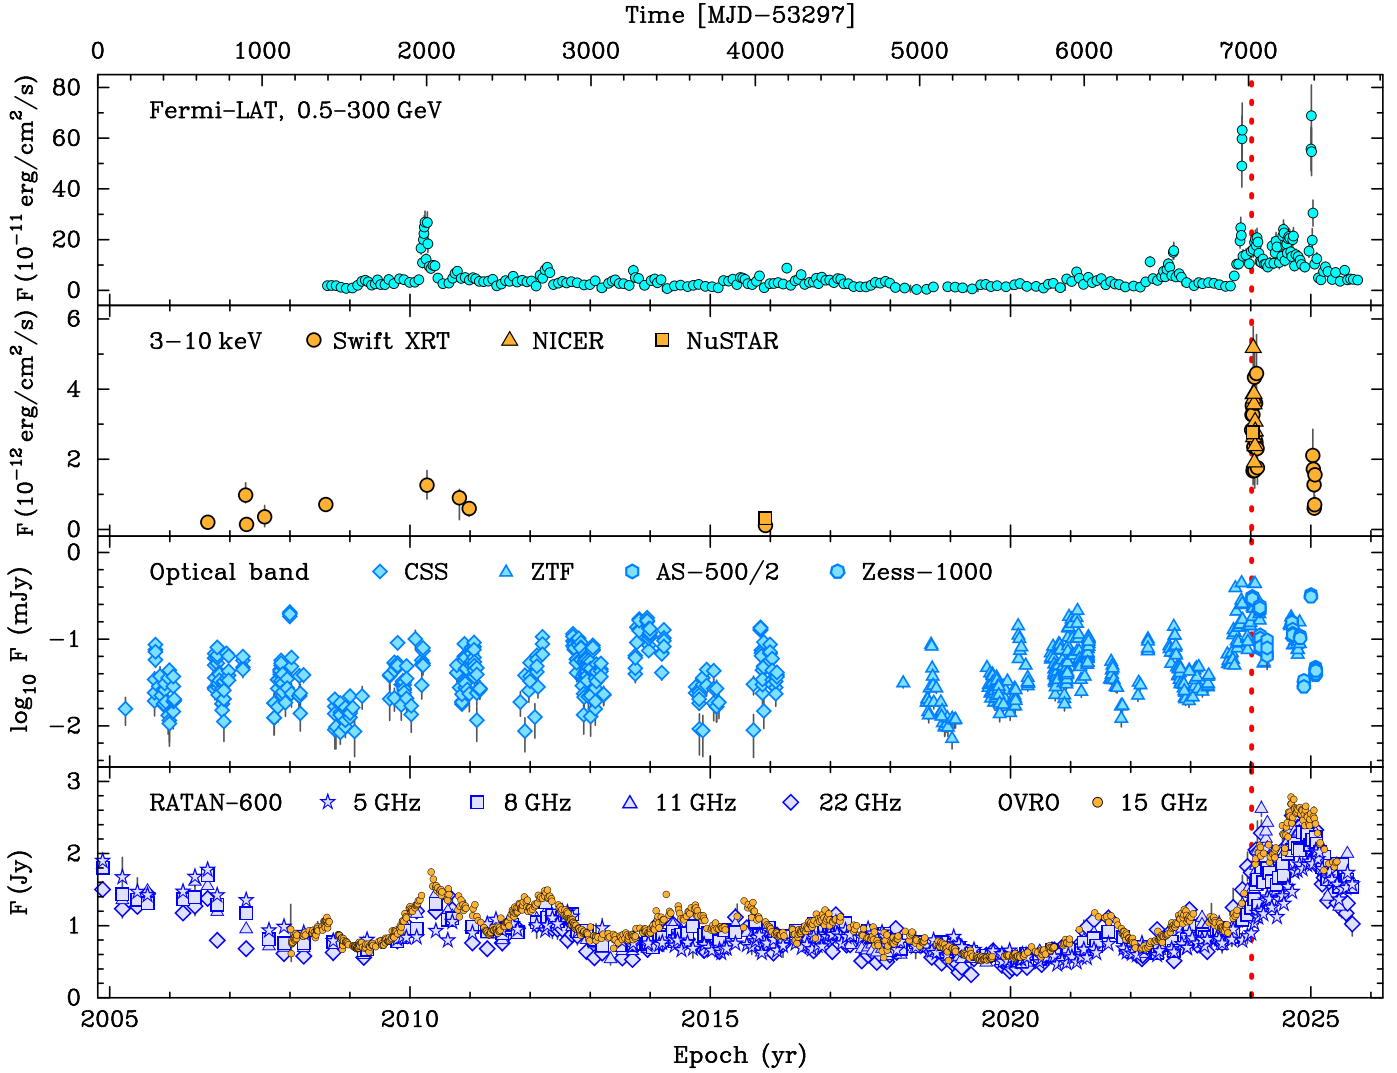 Time [MJD−53297]
0 1000 2000 3000 4000 5000 6000 7000
F (10⁻¹¹ erg/cm²/s)
80
60
40
20
0
Fermi−LAT, 0.5−300 GeV
F (10⁻¹² erg/cm²/s)
6
4
2
0
3−10 keV Swift XRT NICER NuSTAR
log₁₀ F (mJy)
0
−1
−2
Optical band CSS ZTF AS−500/2 Zess−1000
F (Jy)
3
2
1
0
RATAN−600 5 GHz 8 GHz 11 GHz 22 GHz OVRO 15 GHz
2005 2010 2015 2020 2025
Epoch (yr)